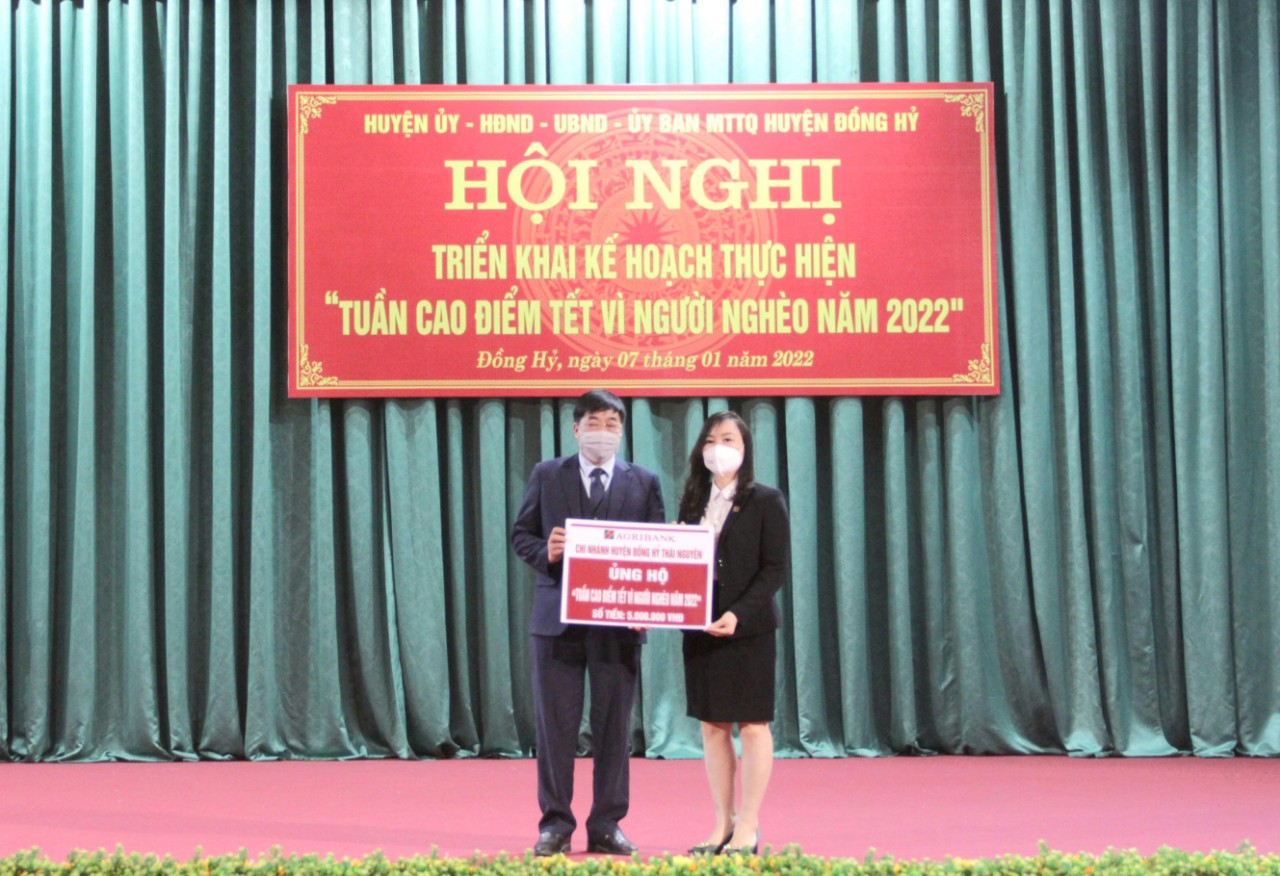 HUYỆN ỦY - HĐND - UBND - ỦY BAN MTTQ HUYỆN ĐỒNG HỶ
HỘI NGHỊ
TRIỂN KHAI KẾ HOẠCH THỰC HIỆN
“TUẦN CAO ĐIỂM TẾT VÌ NGƯỜI NGHÈO NĂM 2022"
Đồng Hỷ, ngày 07 tháng 01 năm 2022
AGRIBANK
CHI NHÁNH HUYỆN ĐỒNG HỶ THÁI NGUYÊN
ỦNG HỘ
"TUẦN CAO ĐIỂM TẾT VÌ NGƯỜI NGHÈO NĂM 2022"
SỐ TIỀN: 5.000.000 VNĐ